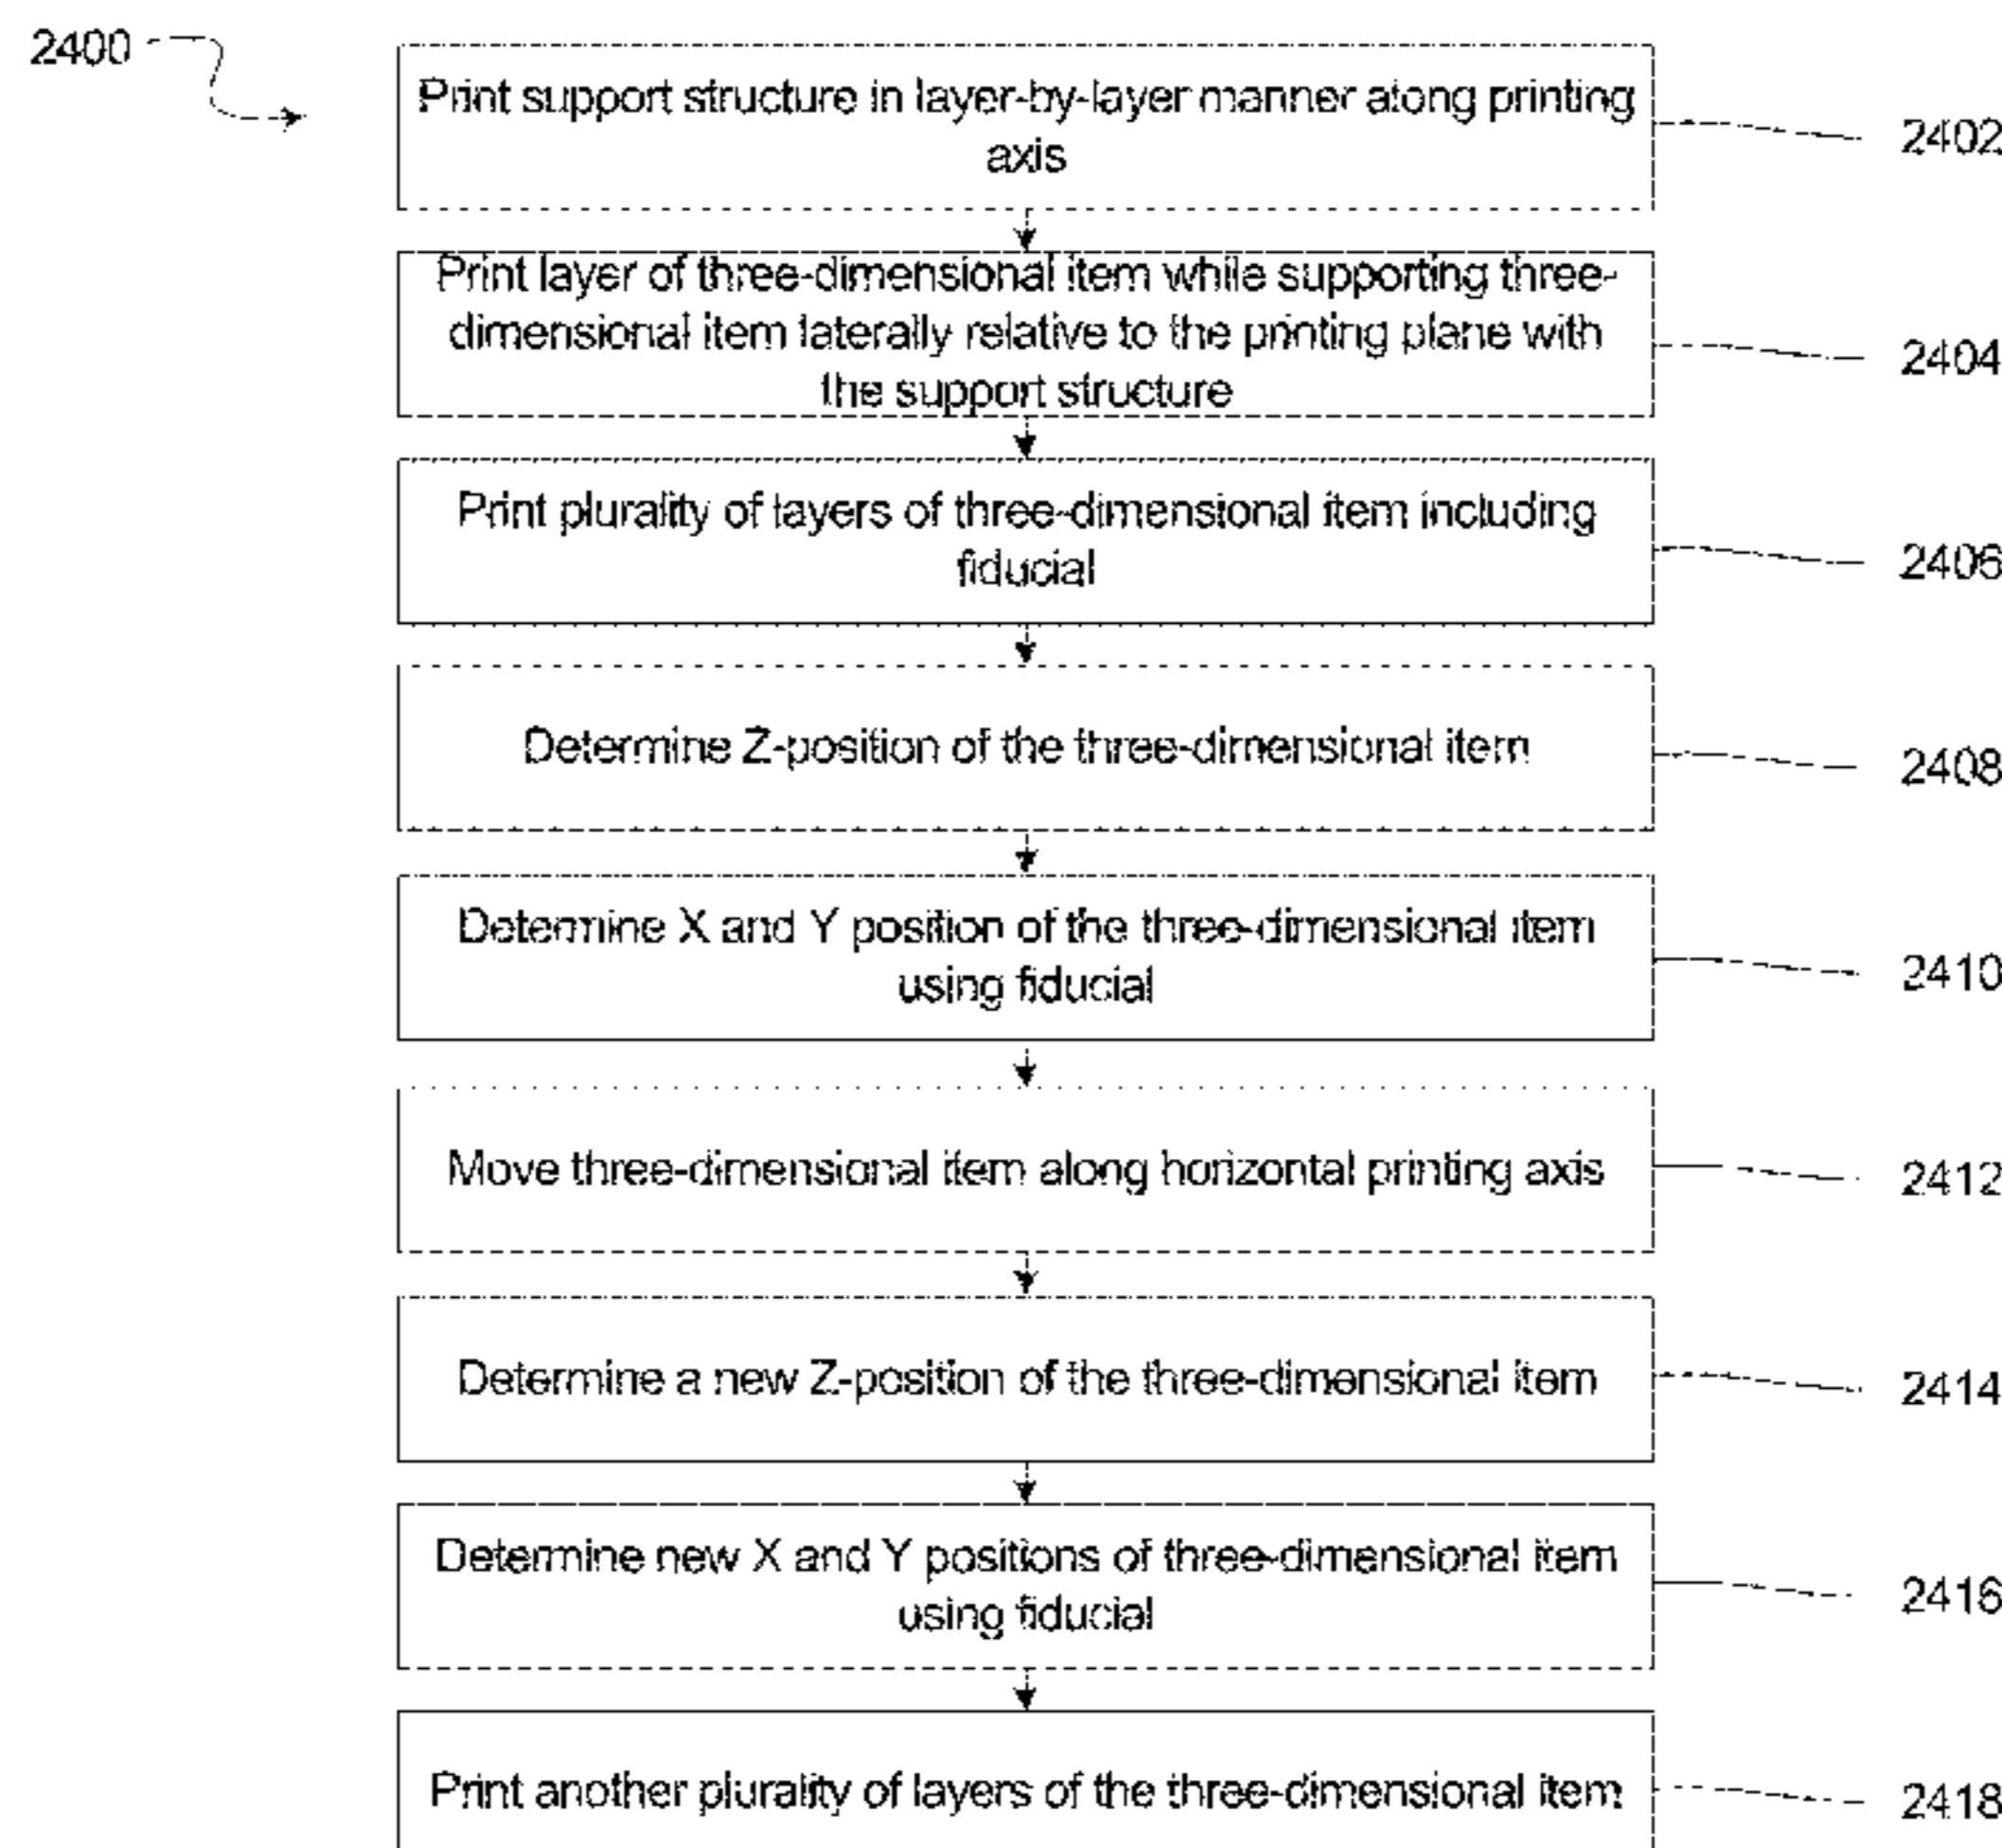 2400
Print support structure in layer-by-layer manner along printing
axis
2402
Print layer of three-dimensional item while supporting three-
dimensional item laterally relative to the printing plane with
the support structure
2404
Print plurality of layers of three-dimensional item including
fiducial
2406
Determine Z-position of the three-dimensional item
2408
Determine X and Y position of the three-dimensional item
using fiducial
2410
Move three-dimensional item along horizontal printing axis
2412
Determine a new Z-position of the three-dimensional item
2414
Determine new X and Y positions of three-dimensional item
using fiducial
2416
Print another plurality of layers of the three-dimensional item
2418